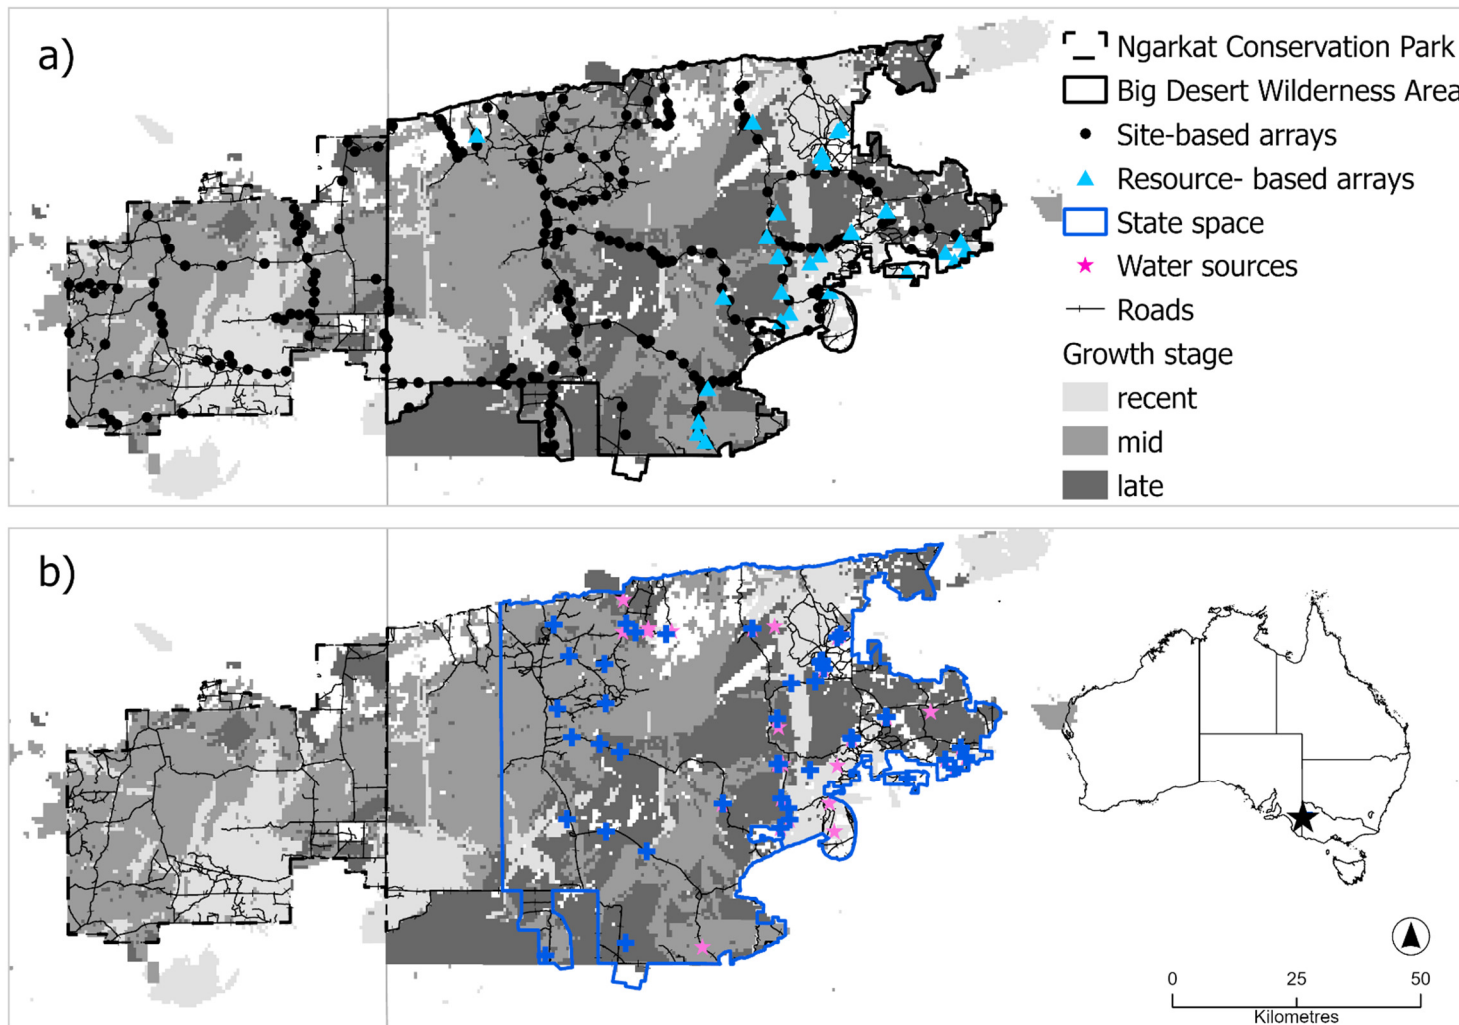 a)
Ngarkat Conservation Park
Big Desert Wilderness Area
Site-based arrays
Resource- based arrays
State space
Water sources
Roads
Growth stage
recent
mid
late
b)
0 25 50
Kilometres